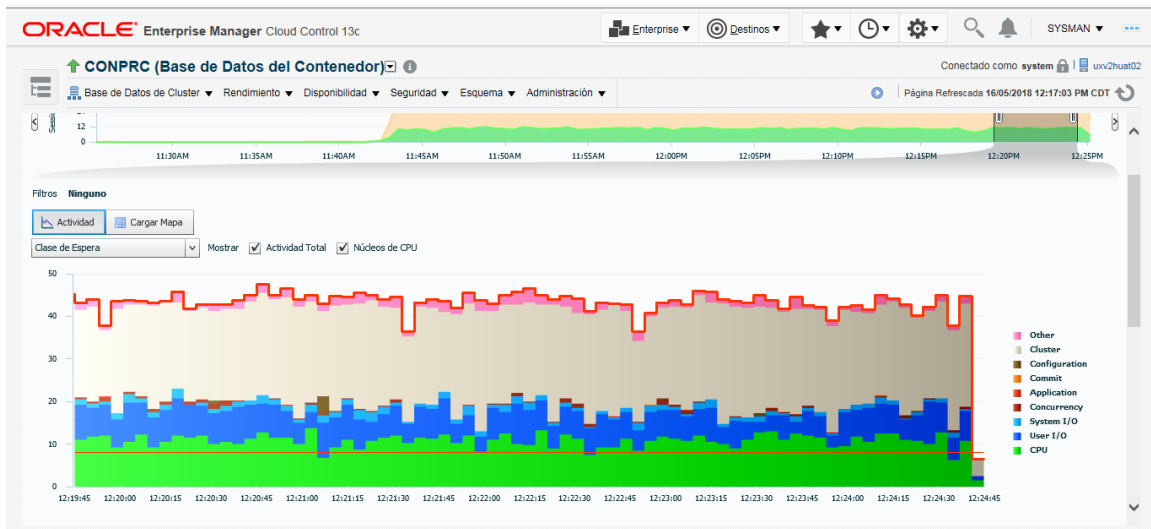 ORACLE Enterprise Manager Cloud Control 13c
Enterprise Destinos SYSMAN
CONPRC (Base de Datos del Contenedor)
Conectado como system uxv2huat02
Base de Datos de Cluster Rendimiento Disponibilidad Seguridad Esquema Administración
Página Refrescada 16/05/2018 12:17:03 PM CDT
12
0
11:30AM 11:35AM 11:40AM 11:45AM 11:50AM 11:55AM 12:00PM 12:05PM 12:10PM 12:15PM 12:20PM 12:25PM
Filtros Ninguno
Actividad Cargar Mapa
Clase de Espera Mostrar Actividad Total Núcleos de CPU
50
40
30
20
10
0
12:19:45 12:20:00 12:20:15 12:20:30 12:20:45 12:21:00 12:21:15 12:21:30 12:21:45 12:22:00 12:22:15 12:22:30 12:22:45 12:23:00 12:23:15 12:23:30 12:23:45 12:24:00 12:24:15 12:24:30 12:24:45
Other
Cluster
Configuration
Commit
Application
Concurrency
System I/O
User I/O
CPU